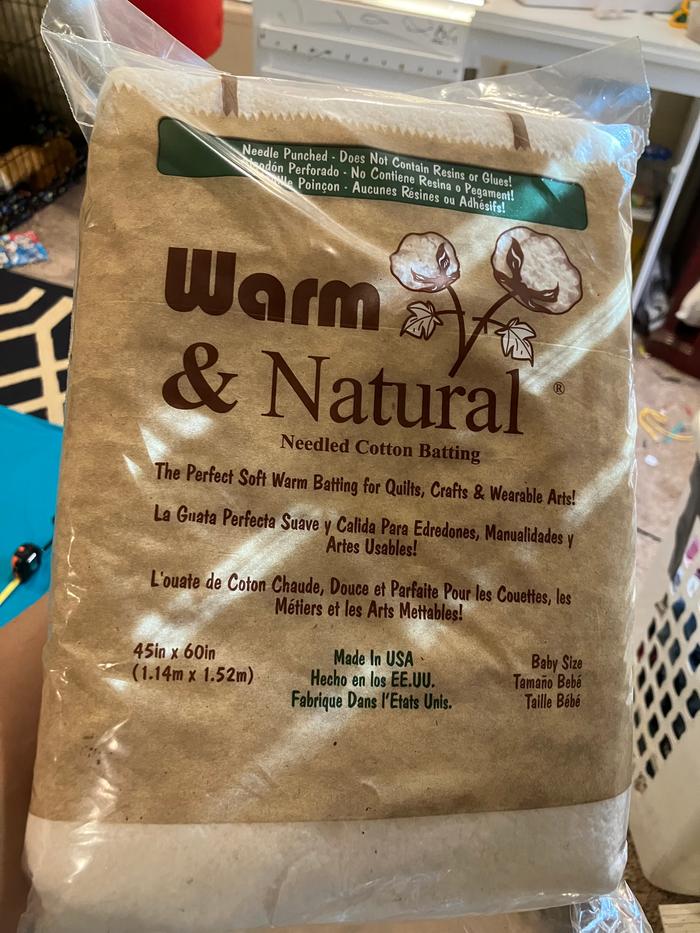 Needle Punched - Does Not Contain Resins or Glues!
Algodón Perforado - No Contiene Resina o Pegament!
Poinçon - Aucunes Résines ou Adhésifs!
Warm
& Natural ®
Needled Cotton Batting
The Perfect Soft Warm Batting for Quilts, Crafts & Wearable Arts!
La Guata Perfecta Suave y Calida Para Edredones, Manualidades y
Artes Usables!
L'ouate de Coton Chaude, Douce et Parfaite Pour les Couettes, les
Métiers et les Arts Mettables!
45in x 60in
(1.14m x 1.52m)
Made In USA
Hecho en los EE.UU.
Fabrique Dans l'Etats Unis.
Baby Size
Tamaño Bebé
Taille Bébé